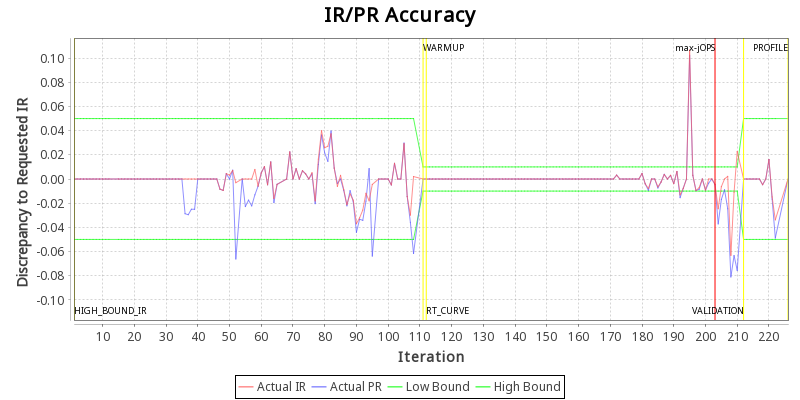 IR/PR Accuracy
Discrepancy to Requested IR
0.10
0.08
0.06
0.04
0.02
0.00
-0.02
-0.04
-0.06
-0.08
-0.10
WARMUP
max-jOPS
PROFILE
HIGH_BOUND_IR
RT_CURVE
VALIDATION
10 20 30 40 50 60 70 80 90 100 110 120 130 140 150 160 170 180 190 200 210 220
Iteration
Actual IR Actual PR Low Bound High Bound